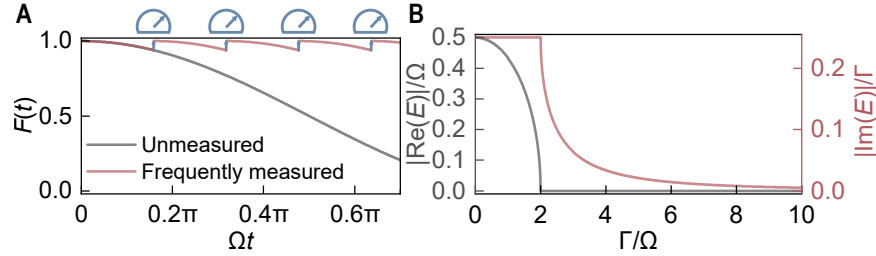 A
F(t)
1.0
0.5
0.0
Unmeasured
Frequently measured
0
0.2π
0.4π
0.6π
Ωt
B
|Re(E)|/Ω
0.5
0.4
0.3
0.2
0.1
0.0
0
2
4
6
8
10
Γ/Ω
0.2
0.1
0.0
|Im(E)|/Γ